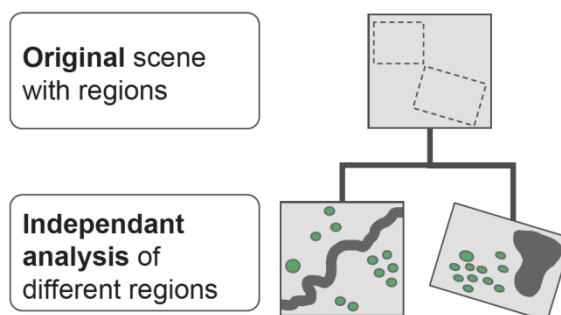 Original scene
with regions
Independant
analysis of
different regions